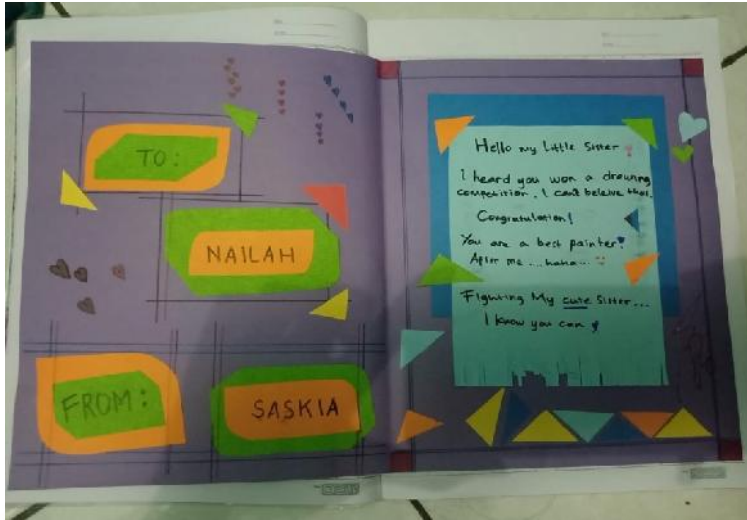 TO:
NAILAH
FROM:
SASKIA
Hello my Little Sister
I heard you won a drawing
competition. I can't beleive that.
Congratulation!
You are a best painter!
After me ... haha ...
Fighting My cute Sister ...
I know you can